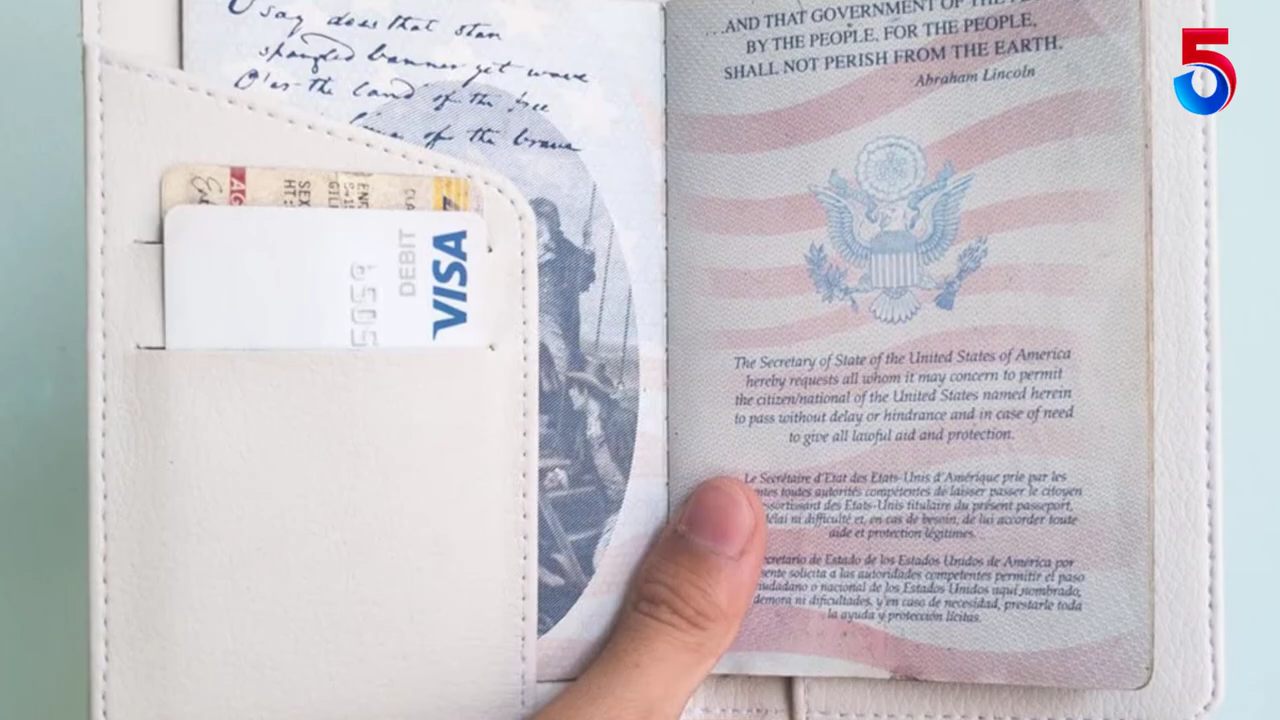 O say does that star
spangled banner yet wave
O'er the land of the free
of the brave
...AND THAT GOVERNMENT OF THE
BY THE PEOPLE, FOR THE PEOPLE,
SHALL NOT PERISH FROM THE EARTH.
Abraham Lincoln
5
SEX
HT:
DEBIT
VISA
6505
The Secretary of State of the United States of America
hereby requests all whom it may concern to permit
the citizen/national of the United States named herein
to pass without delay or hindrance and in case of need
to give all lawful aid and protection.
Le Secrétaire d'Etat des Etats-Unis d'Amérique prie par les
toutes autorités compétentes de laisser passer le citoyen
des Etats-Unis titulaire du présent passeport,
délai ni difficulté et, en cas de besoin, de lui accorder toute
aide et protection légitimes.
Secretario de Estado de los Estados Unidos de América por
solicita a las autoridades competentes permitir el paso
o nacional de los Estados Unidos aquí nombrado,
demora ni dificultades, y en caso de necesidad, prestarle toda
la ayuda y protección lícitas.